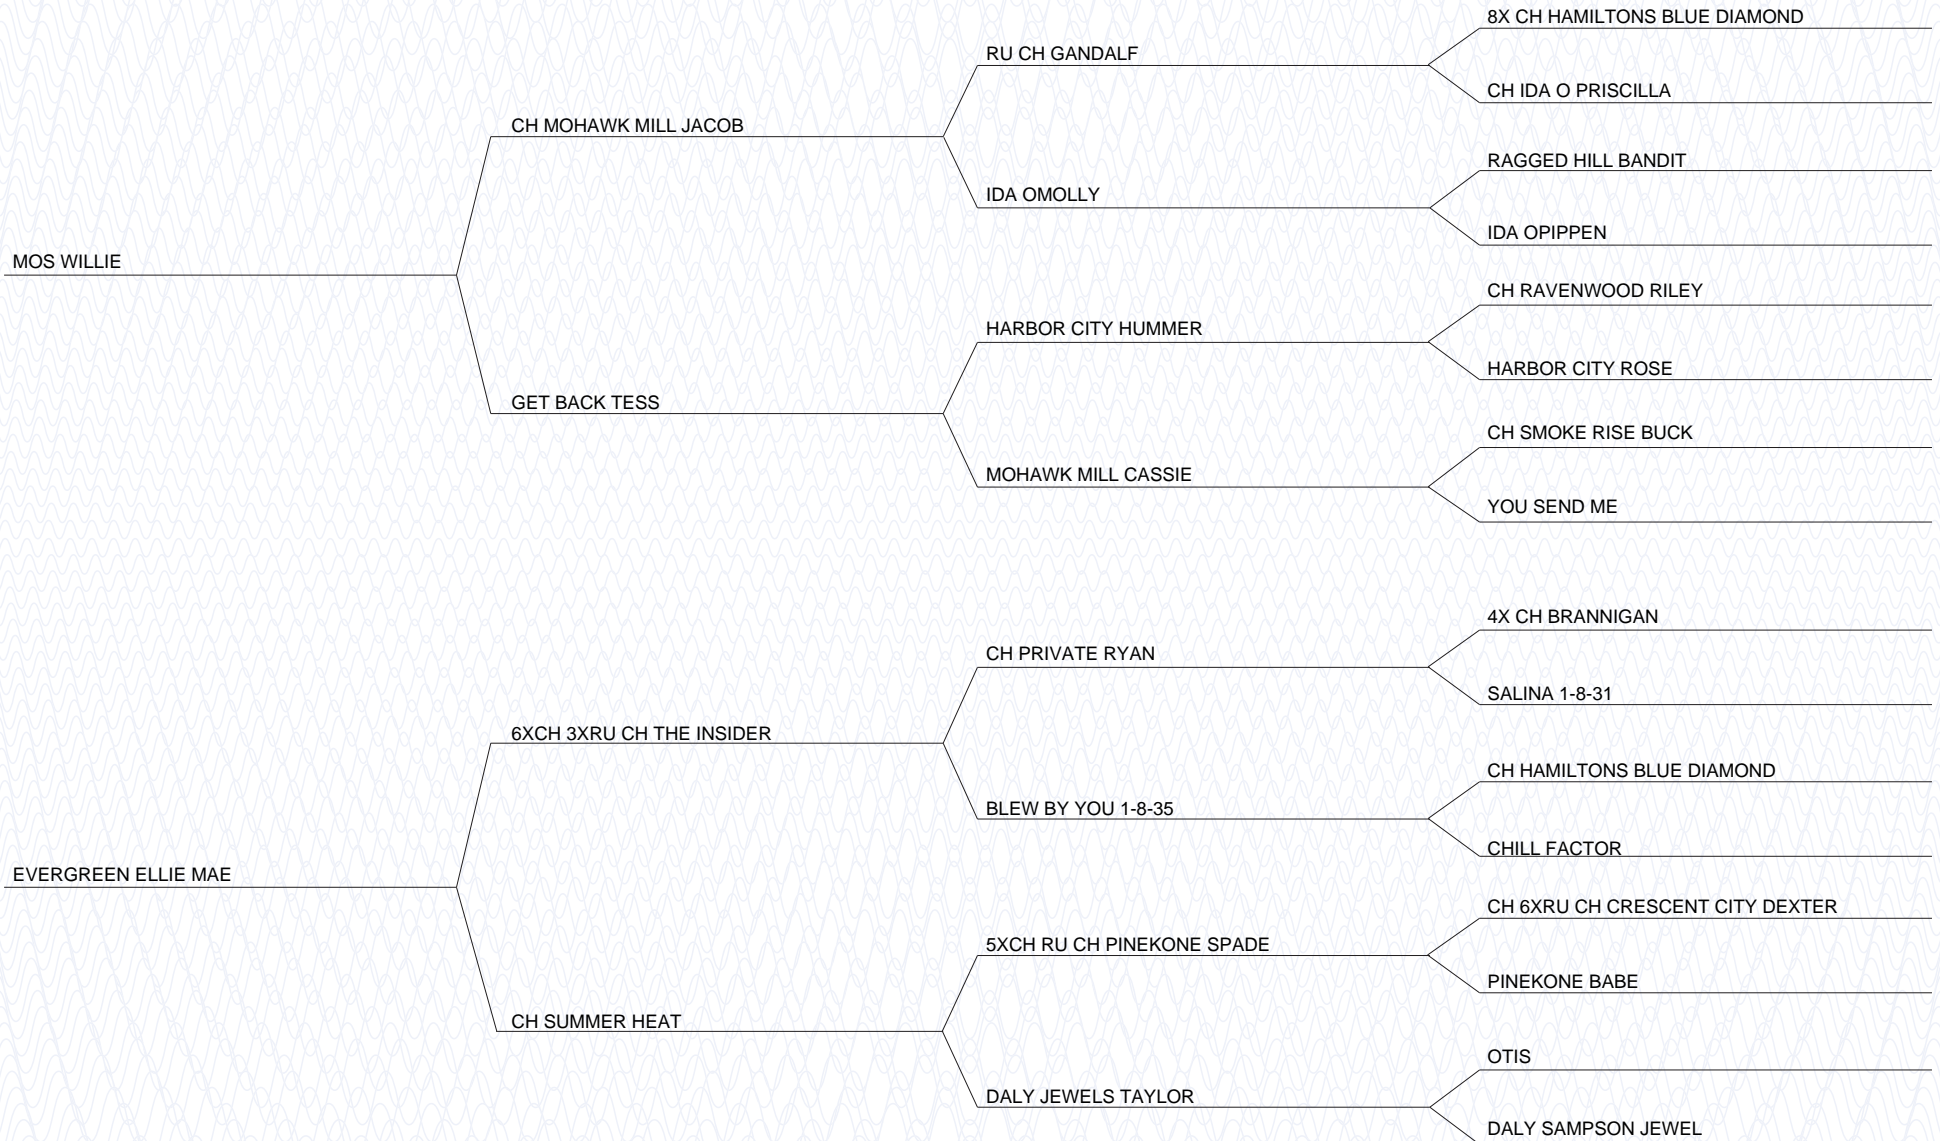 8X CH HAMILTONS BLUE DIAMOND
RU CH GANDALF
CH IDA O PRISCILLA
CH MOHAWK MILL JACOB
RAGGED HILL BANDIT
IDA OMOLLY
IDA OPIPPEN
MOS WILLIE
CH RAVENWOOD RILEY
HARBOR CITY HUMMER
HARBOR CITY ROSE
GET BACK TESS
CH SMOKE RISE BUCK
MOHAWK MILL CASSIE
YOU SEND ME
4X CH BRANNIGAN
CH PRIVATE RYAN
SALINA 1-8-31
6XCH 3XRU CH THE INSIDER
CH HAMILTONS BLUE DIAMOND
BLEW BY YOU 1-8-35
CHILL FACTOR
EVERGREEN ELLIE MAE
CH 6XRU CH CRESCENT CITY DEXTER
5XCH RU CH PINEKONE SPADE
PINEKONE BABE
CH SUMMER HEAT
OTIS
DALY JEWELS TAYLOR
DALY SAMPSON JEWEL